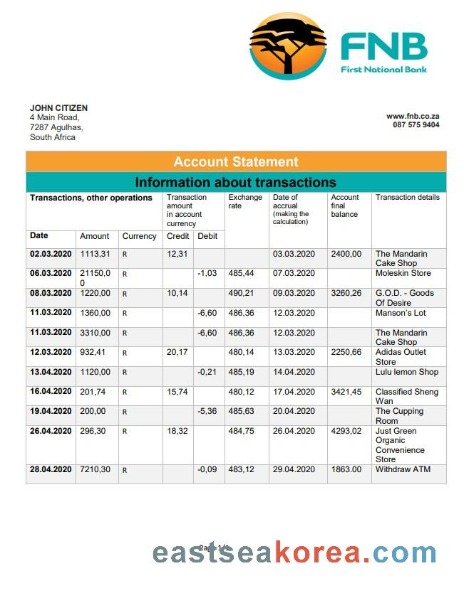 FNB
First National Bank
JOHN CITIZEN
4 Main Road,
7287 Agulhas,
South Africa
www.fnb.co.za
087 575 9404
Account Statement
Information about transactions
Transactions, other operations Transaction amount in account currency Exchange rate Date of accrual (making the calculation) Account final balance Transaction details
Date Amount Currency Credit Debit
02.03.2020 1113,31 R 12,31 03.03.2020 2400,00 The Mandarin Cake Shop
06.03.2020 21150,00 R -1,03 485,44 07.03.2020 Moleskin Store
08.03.2020 1220,00 R 10,14 490,21 09.03.2020 3260,26 G.O.D. - Goods Of Desire
11.03.2020 1360,00 R -6,60 486,36 12.03.2020 Manson's Lot
11.03.2020 3310,00 R -6,60 486,36 12.03.2020 The Mandarin Cake Shop
12.03.2020 932,41 R 20,17 480,14 13.03.2020 2250,66 Adidas Outlet Store
13.04.2020 1120,00 R -0,21 485,19 14.04.2020 Lulu lemon Shop
16.04.2020 201,74 R 15,74 480,12 17.04.2020 3421,45 Classified Sheng Wan
19.04.2020 200,00 R -5,36 485,63 20.04.2020 The Cupping Room
26.04.2020 296,30 R 18,32 484,75 26.04.2020 4293,02 Just Green Organic Convenience Store
28.04.2020 7210,30 R -0,09 483,12 29.04.2020 1863.00 Withdraw ATM
eastseakorea.com